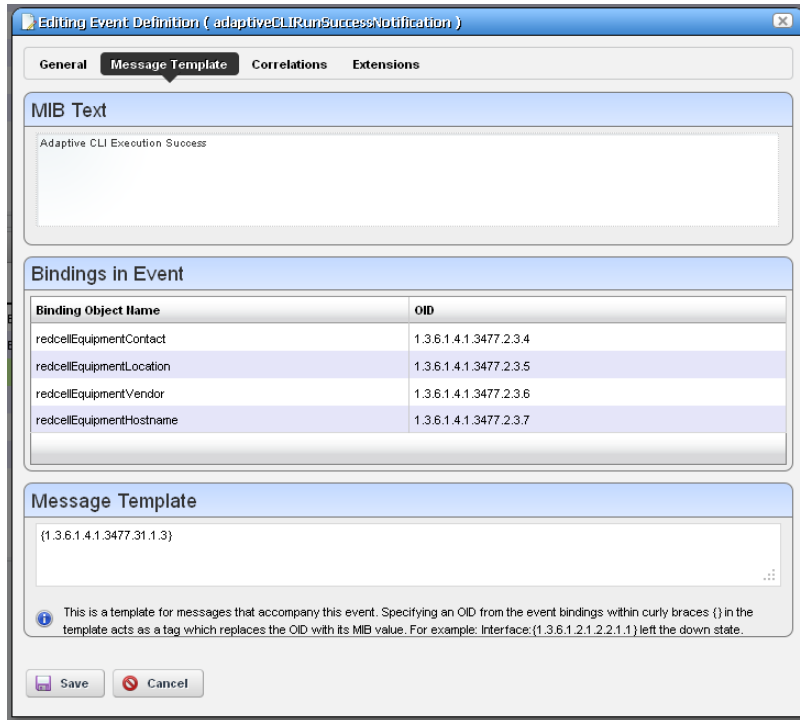 Editing Event Definition ( adaptiveCLIRunSuccessNotification )
General Message Template Correlations Extensions
MIB Text
Adaptive CLI Execution Success
Bindings in Event
Binding Object Name OID
redcellEquipmentContact 1.3.6.1.4.1.3477.2.3.4
redcellEquipmentLocation 1.3.6.1.4.1.3477.2.3.5
redcellEquipmentVendor 1.3.6.1.4.1.3477.2.3.6
redcellEquipmentHostname 1.3.6.1.4.1.3477.2.3.7
Message Template
{1.3.6.1.4.1.3477.31.1.3}
This is a template for messages that accompany this event. Specifying an OID from the event bindings within curly braces {} in the
template acts as a tag which replaces the OID with its MIB value. For example: Interface:{1.3.6.1.2.1.2.2.1.1} left the down state.
Save Cancel